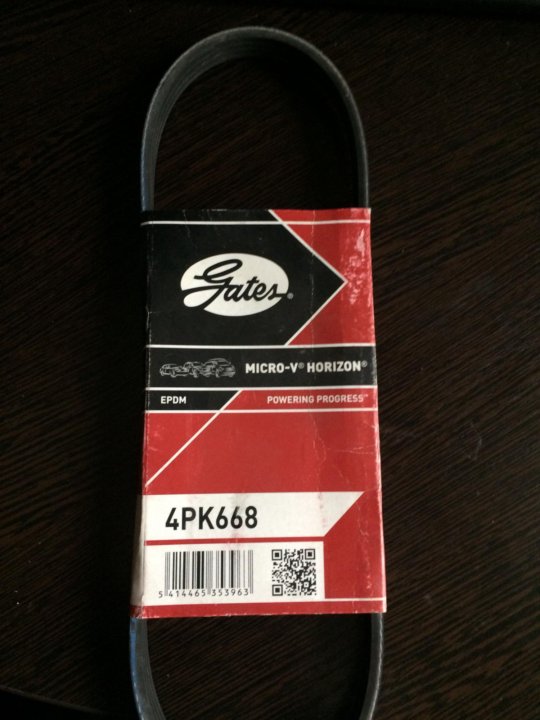 Gates®
MICRO-V® HORIZON®
EPDM
POWERING PROGRESS™
4PK668
5 414465 353963